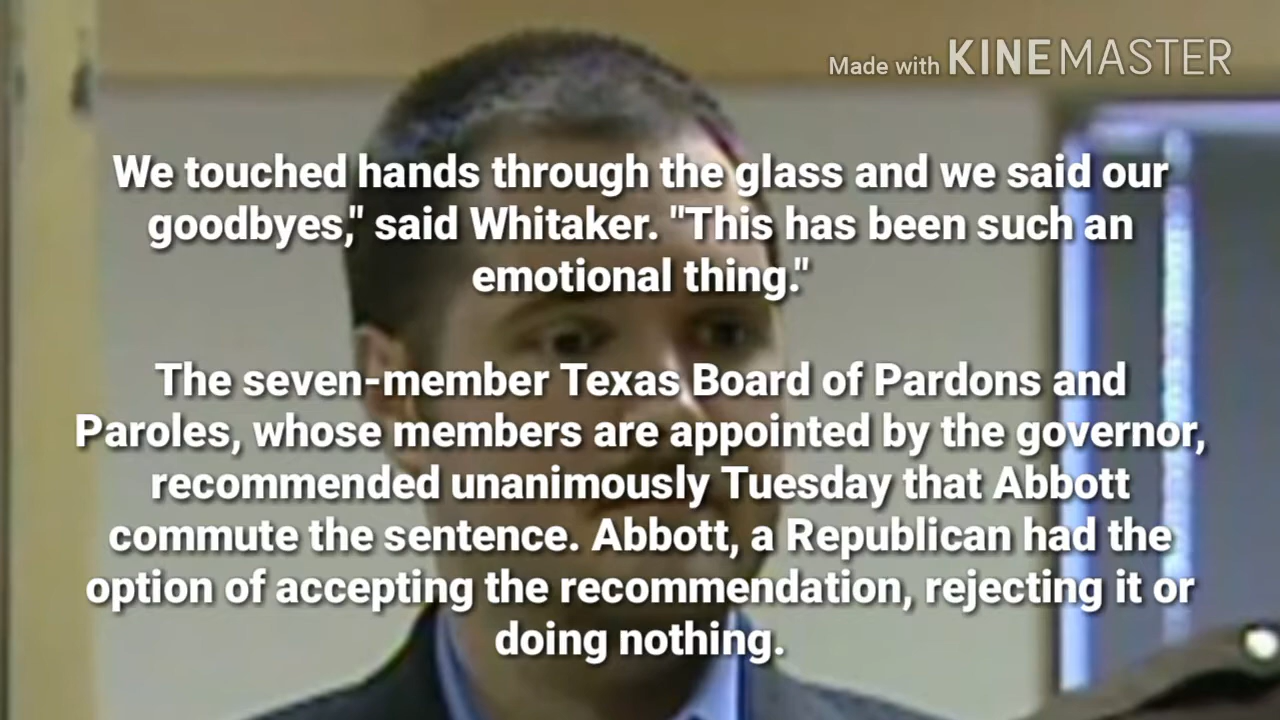 Made with KINEMASTER
We touched hands through the glass and we said our
goodbyes," said Whitaker. "This has been such an
emotional thing."
The seven-member Texas Board of Pardons and
Paroles, whose members are appointed by the governor,
recommended unanimously Tuesday that Abbott
commute the sentence. Abbott, a Republican had the
option of accepting the recommendation, rejecting it or
doing nothing.